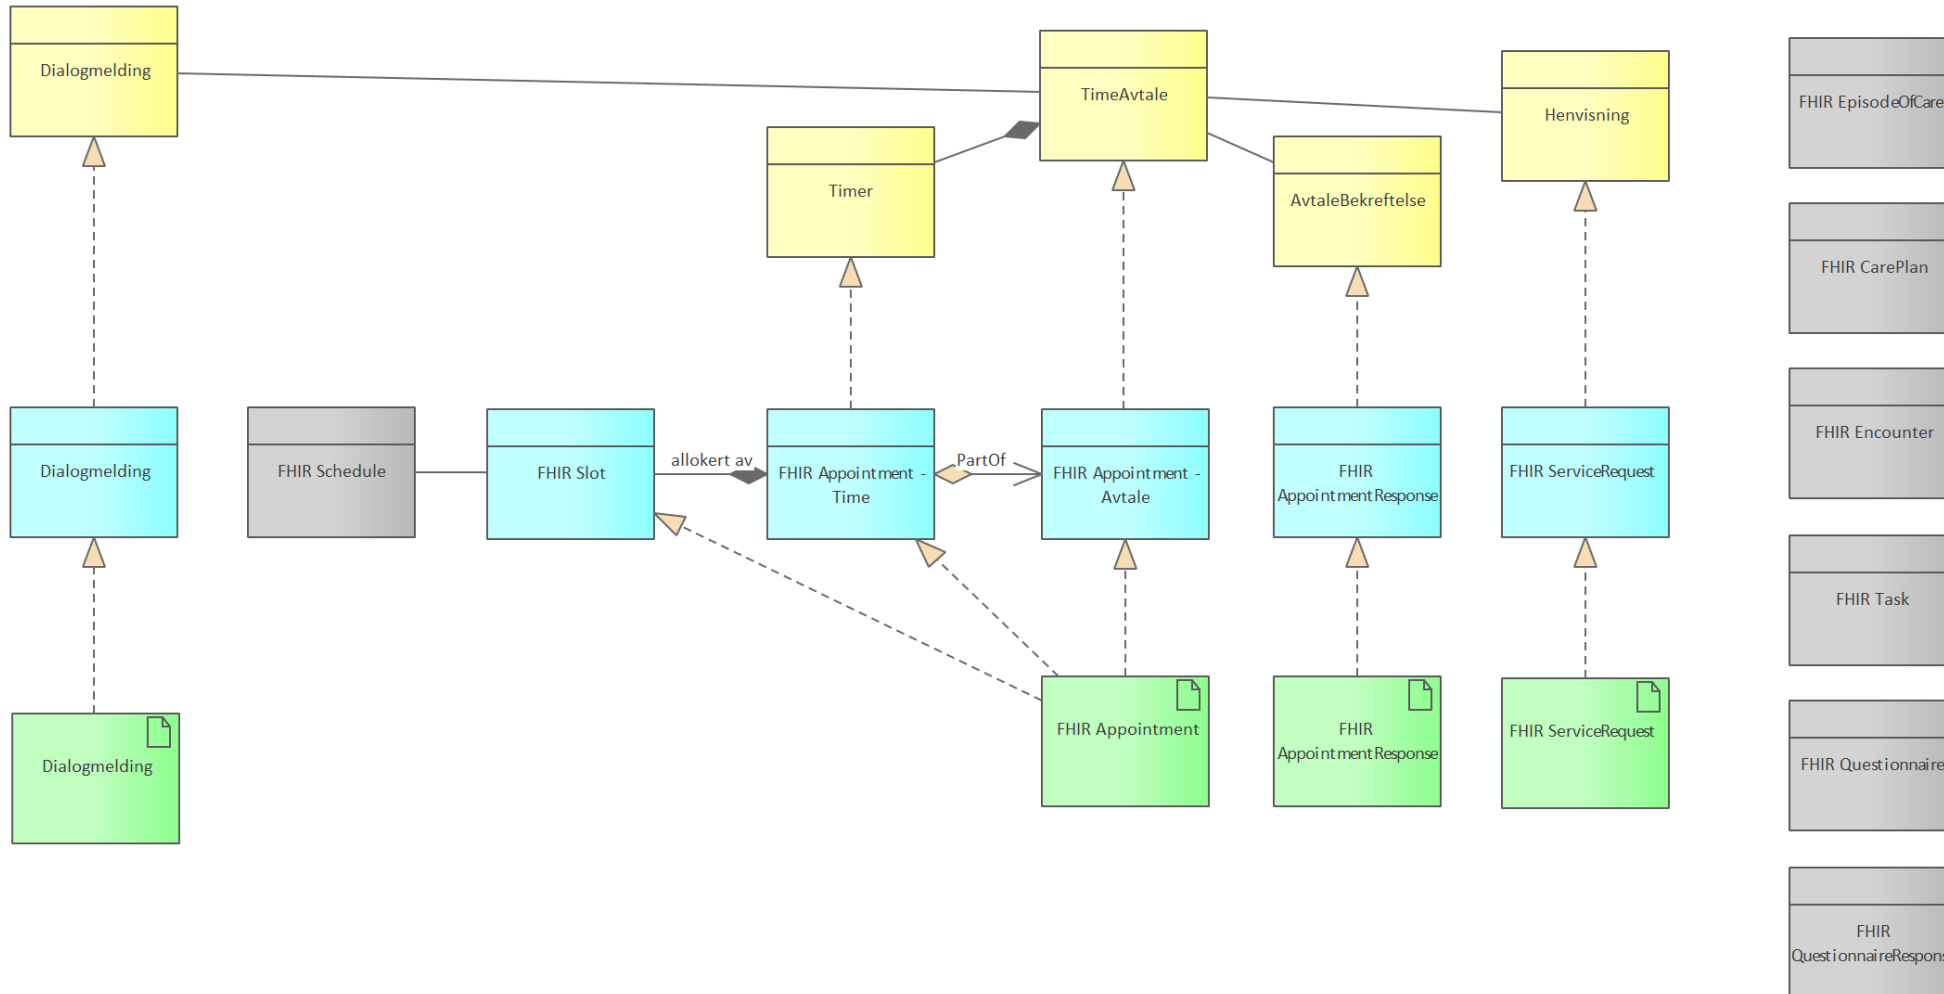 Dialogmelding
TimeAvtale
Henvisning
Timer
AvtaleBekreftelse
Dialogmelding
FHIR Schedule
FHIR Slot
allokert av
FHIR Appointment -
Time
PartOf
FHIR Appointment -
Avtale
FHIR
AppointmentResponse
FHIR ServiceRequest
Dialogmelding
FHIR Appointment
FHIR
AppointmentResponse
FHIR ServiceRequest
FHIR EpisodeOfCare
FHIR CarePlan
FHIR Encounter
FHIR Task
FHIR Questionnaire
FHIR
QuestionnaireRespons